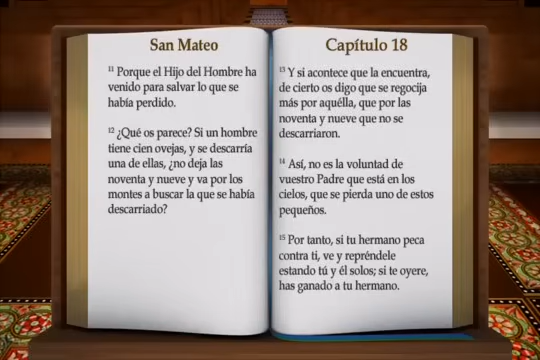 San Mateo
¹¹ Porque el Hijo del Hombre ha
venido para salvar lo que se
había perdido.
¹² ¿Qué os parece? Si un hombre
tiene cien ovejas, y se descarría
una de ellas, ¿no deja las
noventa y nueve y va por los
montes a buscar la que se había
descarriado?
Capítulo 18
¹³ Y si acontece que la encuentra,
de cierto os digo que se regocija
más por aquélla, que por las
noventa y nueve que no se
descarriaron.
¹⁴ Así, no es la voluntad de
vuestro Padre que está en los
cielos, que se pierda uno de estos
pequeños.
¹⁵ Por tanto, si tu hermano peca
contra ti, ve y repréndele
estando tú y él solos; si te oyere,
has ganado a tu hermano.